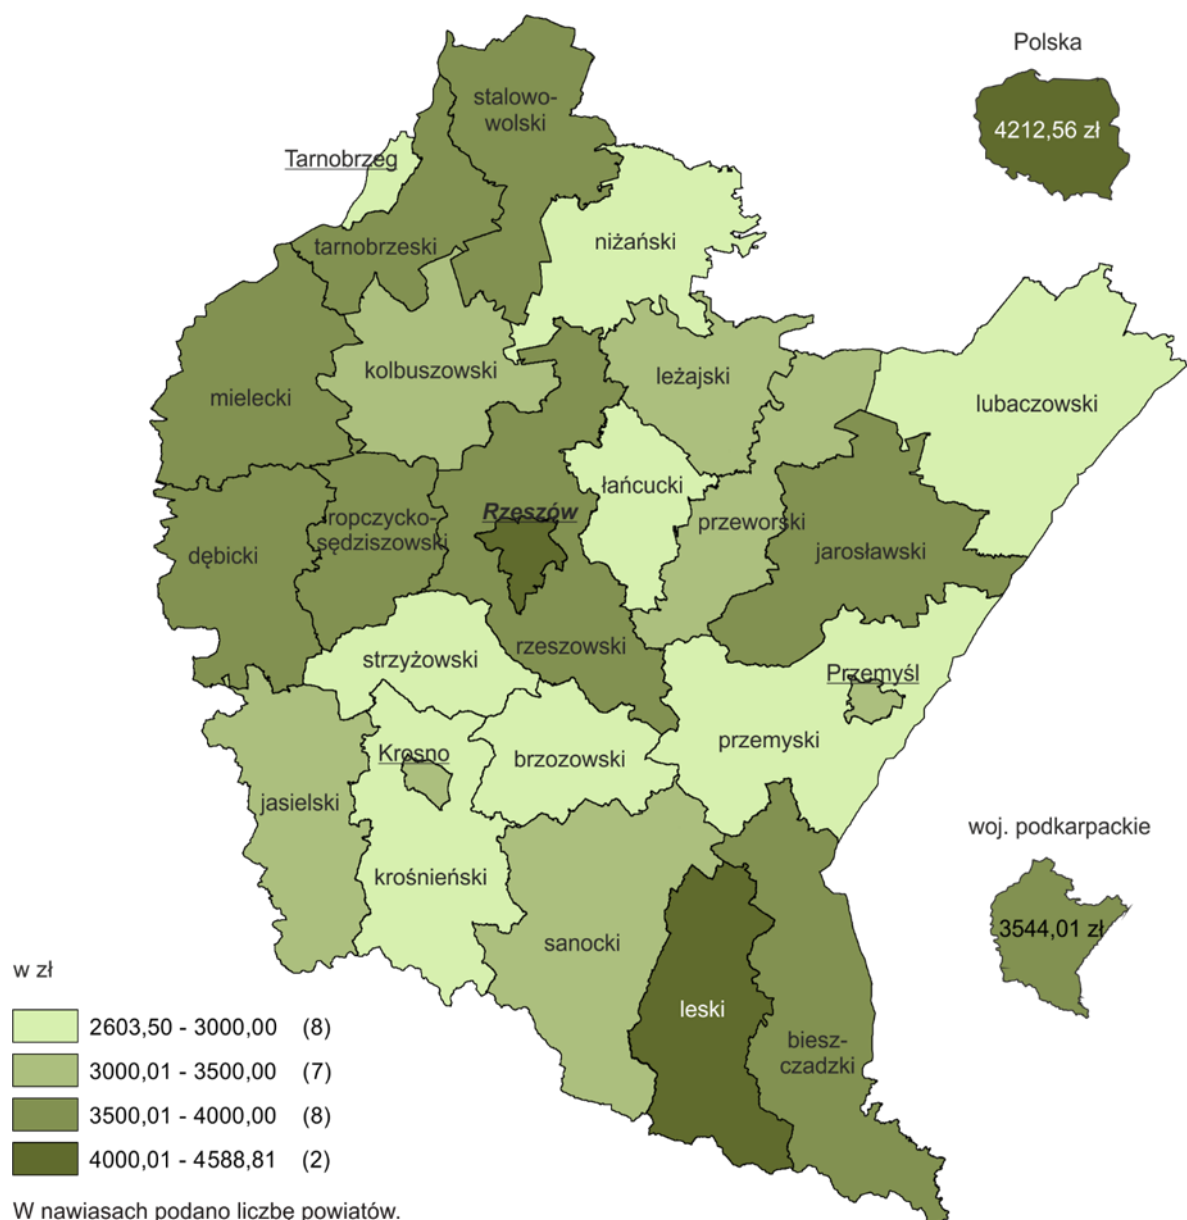 Polska
4212,56 zł
stalowo-
wolski
Tarnobrzeg
tarnobrzeski
niżański
kolbuszowski
leżajski
mielecki
lubaczowski
łańcucki
Rzeszów
ropczycko-
sędziszowski
przeworski
dębicki
jarosławski
rzeszowski
strzyżowski
Przemyśl
przemyski
Krosno
brzozowski
jasielski
krośnieński
woj. podkarpackie
3544,01 zł
sanocki
leski
biesz-
czadzki
w zł
2603,50 - 3000,00 (8)
3000,01 - 3500,00 (7)
3500,01 - 4000,00 (8)
4000,01 - 4588,81 (2)
W nawiasach podano liczbę powiatów.